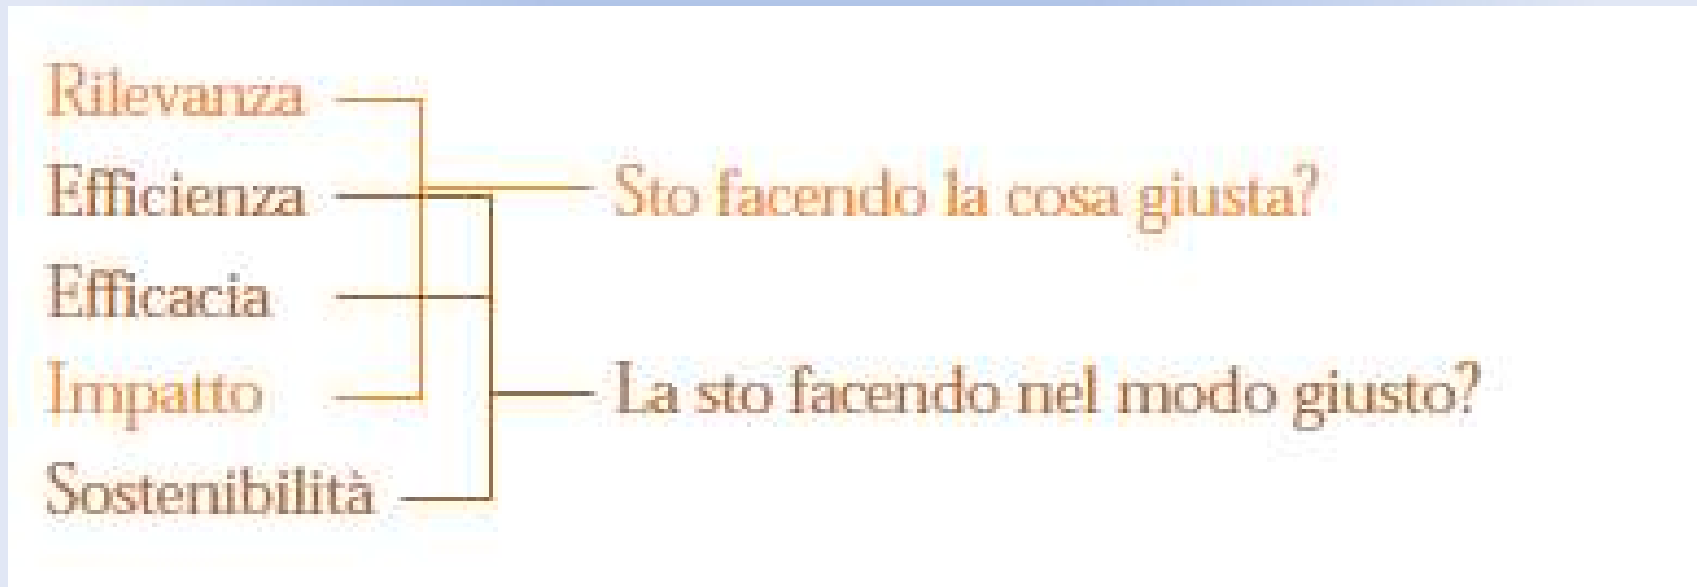 Rilevanza
Efficienza
Sto facendo la cosa giusta?
Efficacia
Impatto
La sto facendo nel modo giusto?
Sostenibilità